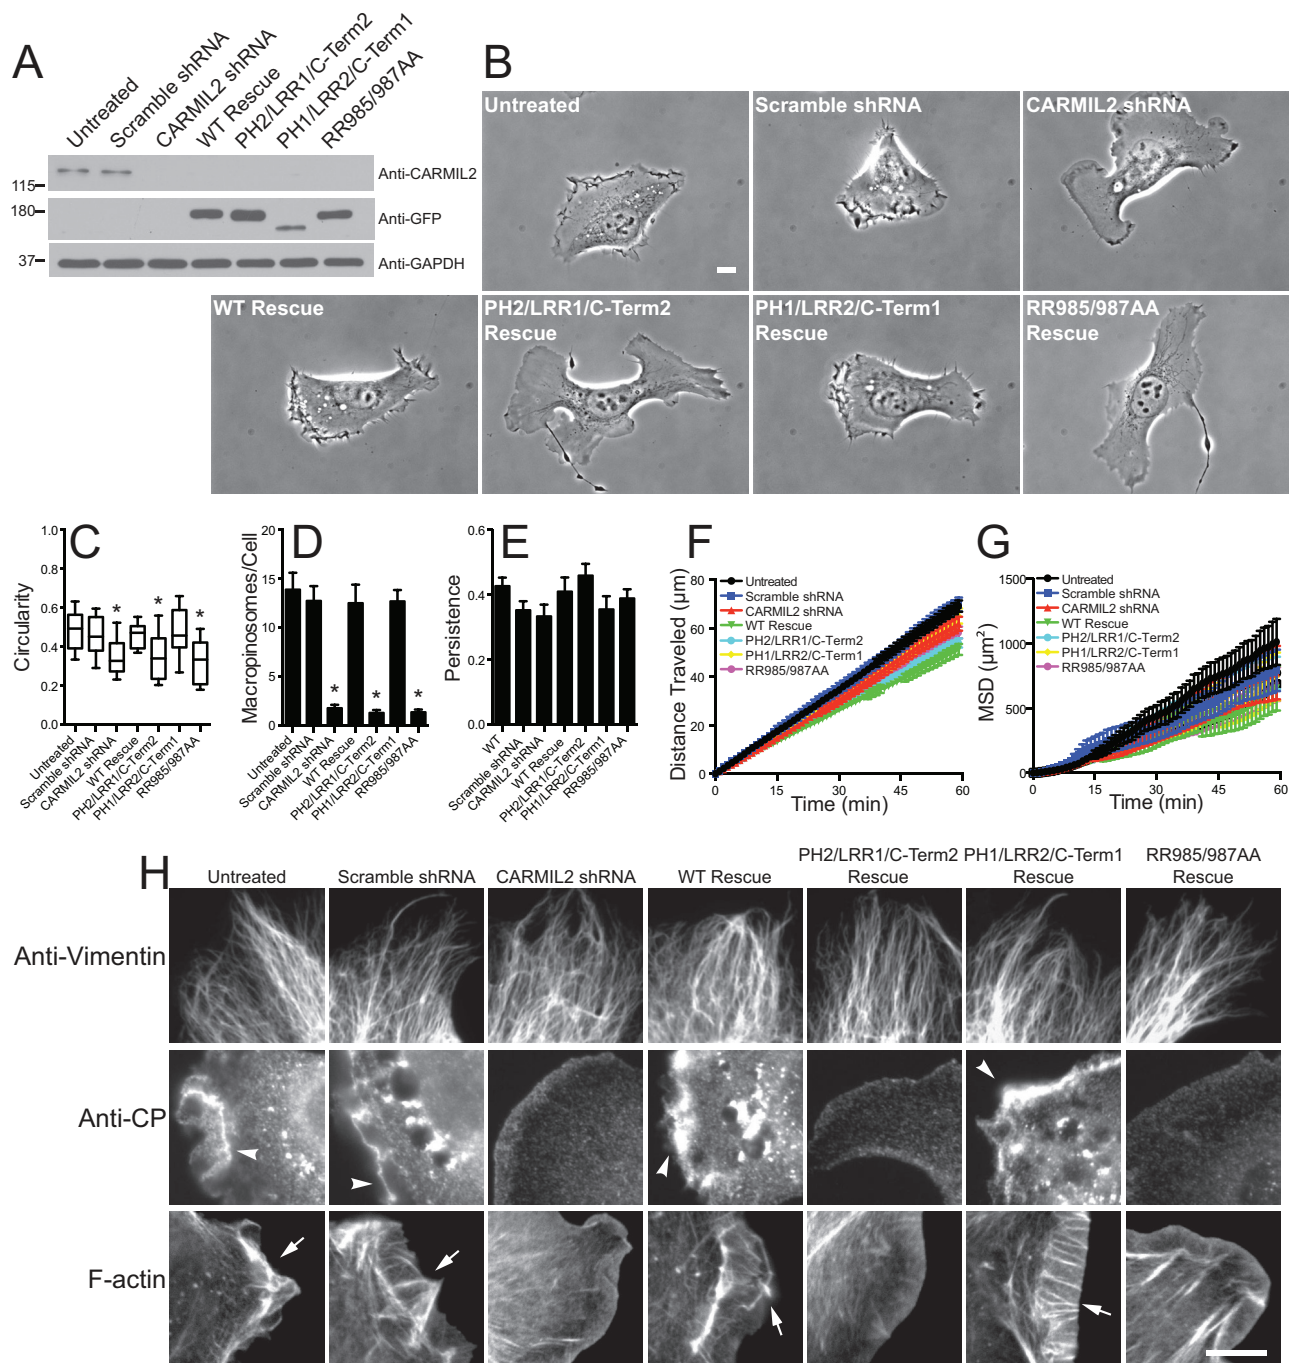 A
Untreated
Scramble shRNA
CARMIL2 shRNA
WT Rescue
PH2/LRR1/C-Term2
PH1/LRR2/C-Term1
RR985/987AA
115
Anti-CARMIL2
180
Anti-GFP
37
Anti-GAPDH
B
Untreated
Scramble shRNA
CARMIL2 shRNA
WT Rescue
PH2/LRR1/C-Term2
Rescue
PH1/LRR2/C-Term1
Rescue
RR985/987AA
Rescue
C
Circularity
1.0
0.8
0.6
0.4
0.2
0.0
*
*
*
Untreated
Scramble shRNA
CARMIL2 shRNA
WT Rescue
PH2/LRR1/C-Term2
PH1/LRR2/C-Term1
RR985/987AA
D
Macropinosomes/Cell
20
15
10
5
0
*
*
*
Untreated
Scramble shRNA
CARMIL2 shRNA
WT Rescue
PH2/LRR1/C-Term2
PH1/LRR2/C-Term1
RR985/987AA
E
Persistence
0.6
0.4
0.2
0.0
WT
Scramble shRNA
CARMIL2 shRNA
WT Rescue
PH2/LRR1/C-Term2
PH1/LRR2/C-Term1
RR985/987AA
F
Distance Traveled (µm)
80
60
40
20
0
Untreated
Scramble shRNA
CARMIL2 shRNA
WT Rescue
PH2/LRR1/C-Term2
PH1/LRR2/C-Term1
RR985/987AA
15
30
45
60
Time (min)
G
MSD (µm²)
1500
1000
500
0
Untreated
Scramble shRNA
CARMIL2 shRNA
WT Rescue
PH2/LRR1/C-Term2
PH1/LRR2/C-Term1
RR985/987AA
15
30
45
60
Time (min)
H
Untreated
Scramble shRNA
CARMIL2 shRNA
WT Rescue
PH2/LRR1/C-Term2
Rescue
PH1/LRR2/C-Term1
Rescue
RR985/987AA
Rescue
Anti-Vimentin
Anti-CP
F-actin